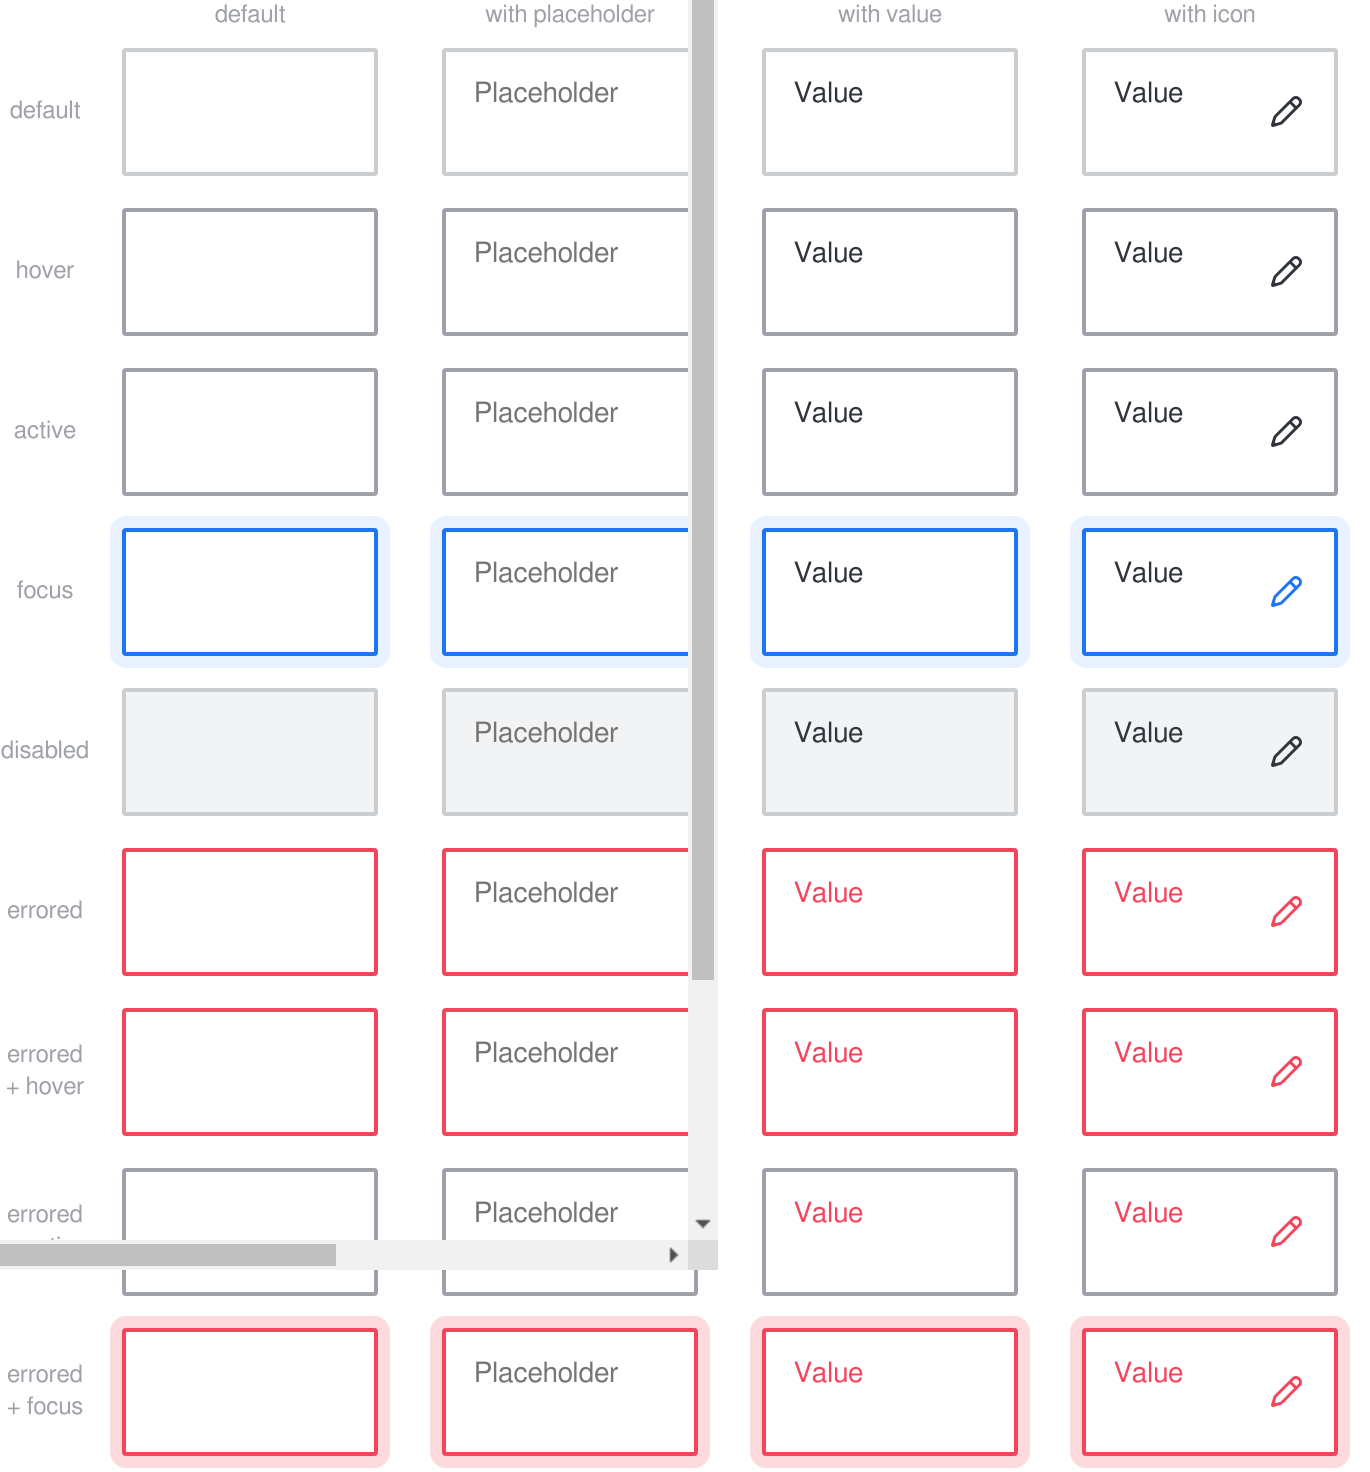 default with placeholder with value with icon
default Placeholder Value Value
hover Placeholder Value Value
active Placeholder Value Value
focus Placeholder Value Value
disabled Placeholder Value Value
errored Placeholder Value Value
errored
+ hover Placeholder Value Value
errored Placeholder Value Value
errored
+ focus Placeholder Value Value